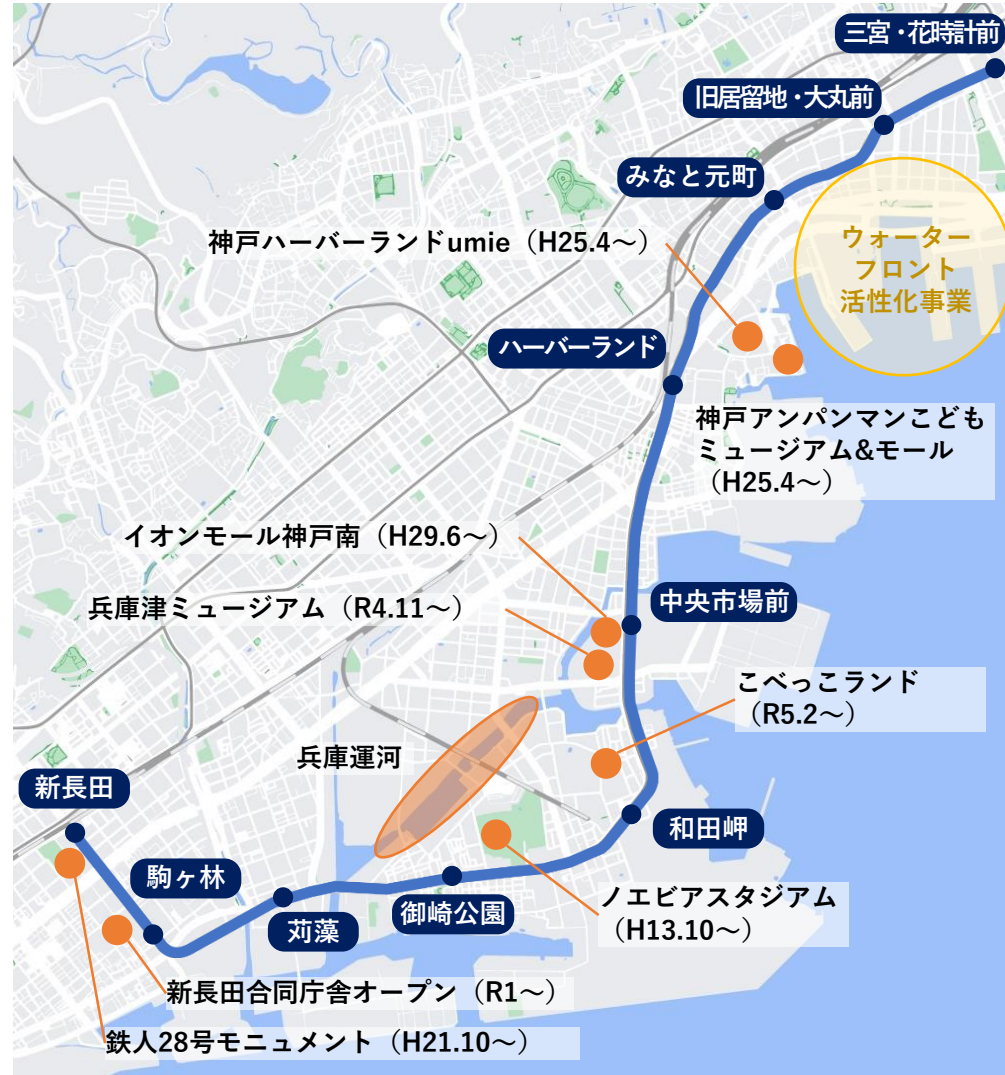 三宮・花時計前
旧居留地・大丸前
みなと元町
神戸ハーバーランドumie（H25.4～）
ウォーター
フロント
活性化事業
ハーバーランド
神戸アンパンマンこども
ミュージアム&モール
（H25.4～）
イオンモール神戸南（H29.6～）
兵庫津ミュージアム（R4.11～）
中央市場前
こべっこランド
（R5.2～）
兵庫運河
新長田
和田岬
駒ヶ林
苅藻
御崎公園
ノエビアスタジアム
（H13.10～）
新長田合同庁舎オープン（R1～）
鉄人28号モニュメント（H21.10～）